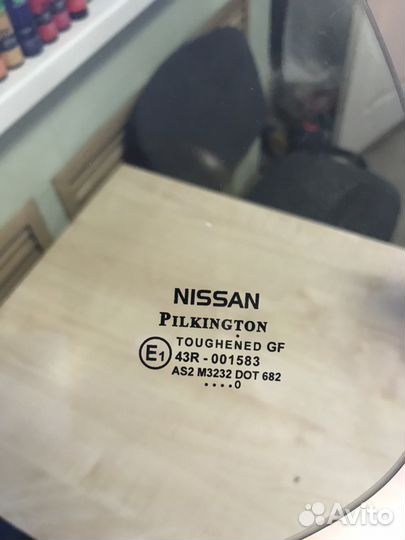 NISSAN
PILKINGTON
TOUGHENED GF
E1 43R - 001583
AS2 M3232 DOT 682
....0
Avito